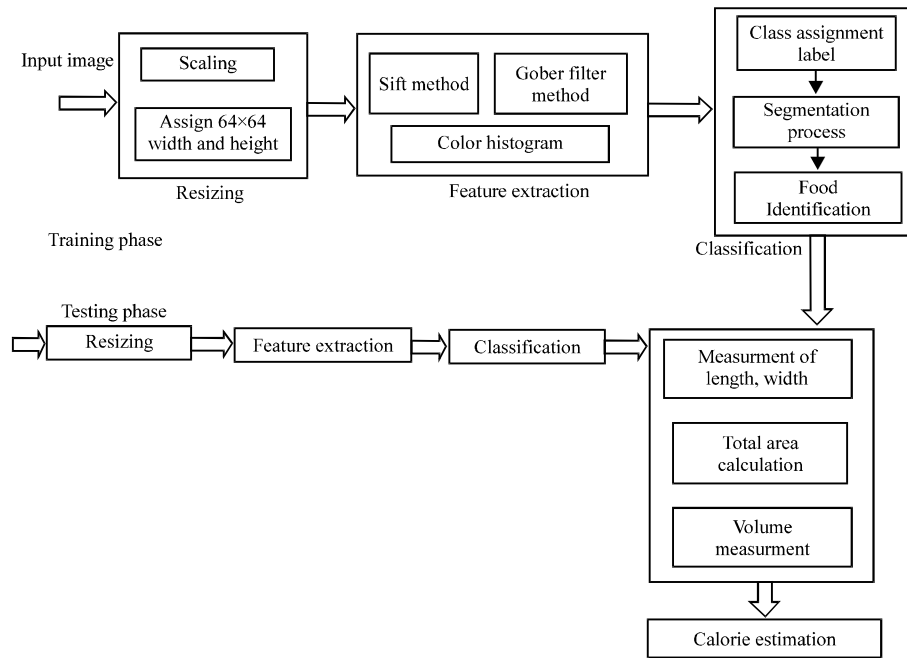 Input image
Scaling
Assign 64×64
width and height
Resizing
Sift method
Gober filter
method
Color histogram
Feature extraction
Class assignment
label
Segmentation
process
Food
Identification
Classification
Training phase
Testing phase
Resizing
Feature extraction
Classification
Measurment of
length, width
Total area
calculation
Volume
measurment
Calorie estimation